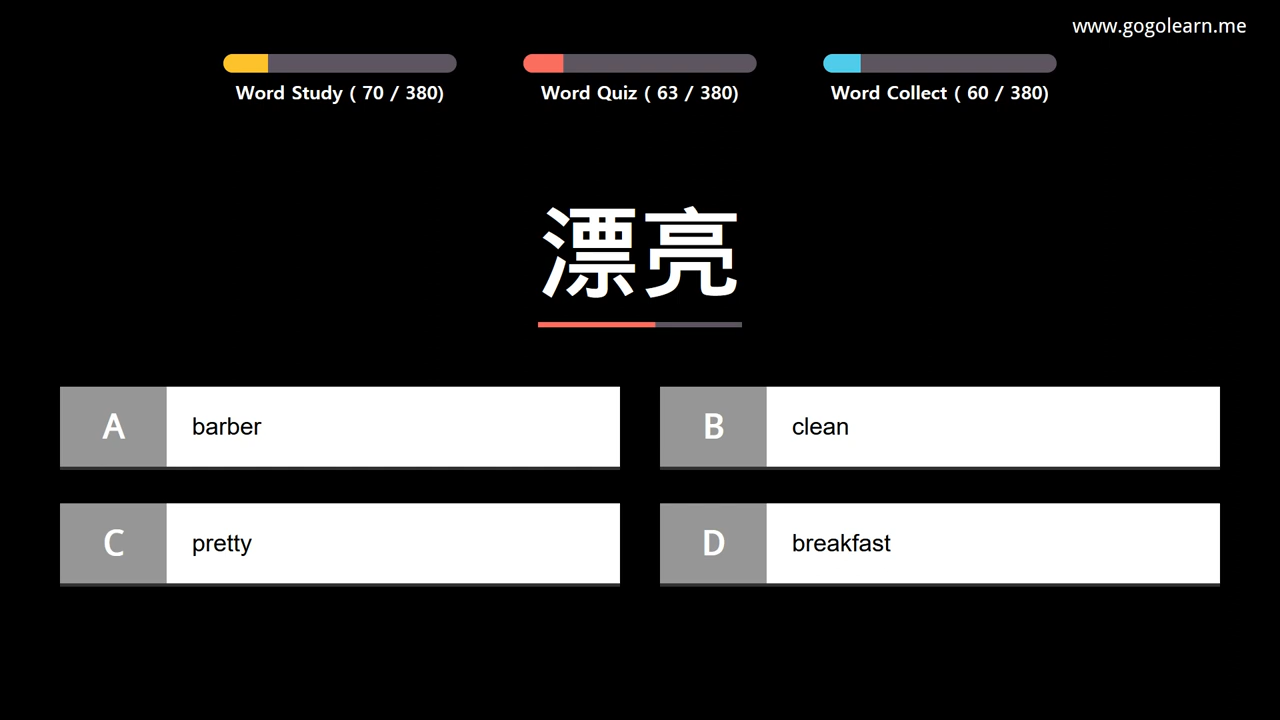 www.gogolearn.me
Word Study ( 70 / 380)
Word Quiz ( 63 / 380)
Word Collect ( 60 / 380)
漂亮
A
barber
B
clean
C
pretty
D
breakfast